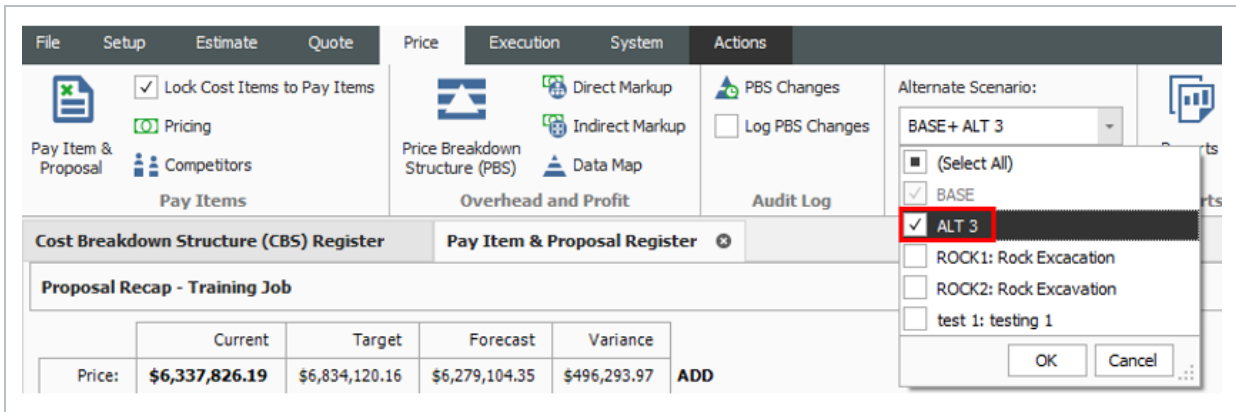 File Setup Estimate Quote Price Execution System Actions
Lock Cost Items to Pay Items
Pricing
Competitors
Pay Item &
Proposal
Pay Items
Price Breakdown
Structure (PBS)
Direct Markup
Indirect Markup
Data Map
Overhead and Profit
PBS Changes
Log PBS Changes
Audit Log
Alternate Scenario:
BASE+ ALT 3
(Select All)
BASE
ALT 3
ROCK1: Rock Excacation
ROCK2: Rock Excavation
test 1: testing 1
OK Cancel
Cost Breakdown Structure (CBS) Register Pay Item & Proposal Register
Proposal Recap - Training Job
Current Target Forecast Variance
Price: $6,337,826.19 $6,834,120.16 $6,279,104.35 $496,293.97 ADD